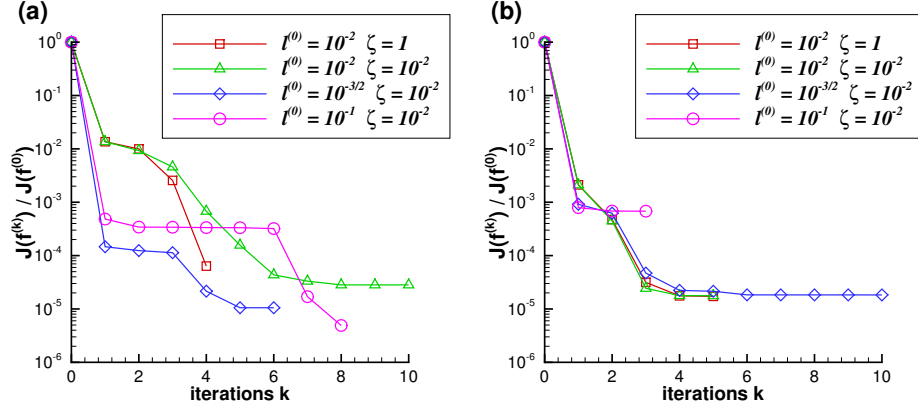 (a)
l(0) = 10-2 ζ = 1
l(0) = 10-2 ζ = 10-2
l(0) = 10-3/2 ζ = 10-2
l(0) = 10-1 ζ = 10-2
J(f(k)) / J(f(0))
100
10-1
10-2
10-3
10-4
10-5
10-6
0 2 4 6 8 10
iterations k
(b)
l(0) = 10-2 ζ = 1
l(0) = 10-2 ζ = 10-2
l(0) = 10-3/2 ζ = 10-2
l(0) = 10-1 ζ = 10-2
J(f(k)) / J(f(0))
100
10-1
10-2
10-3
10-4
10-5
10-6
0 2 4 6 8 10
iterations k